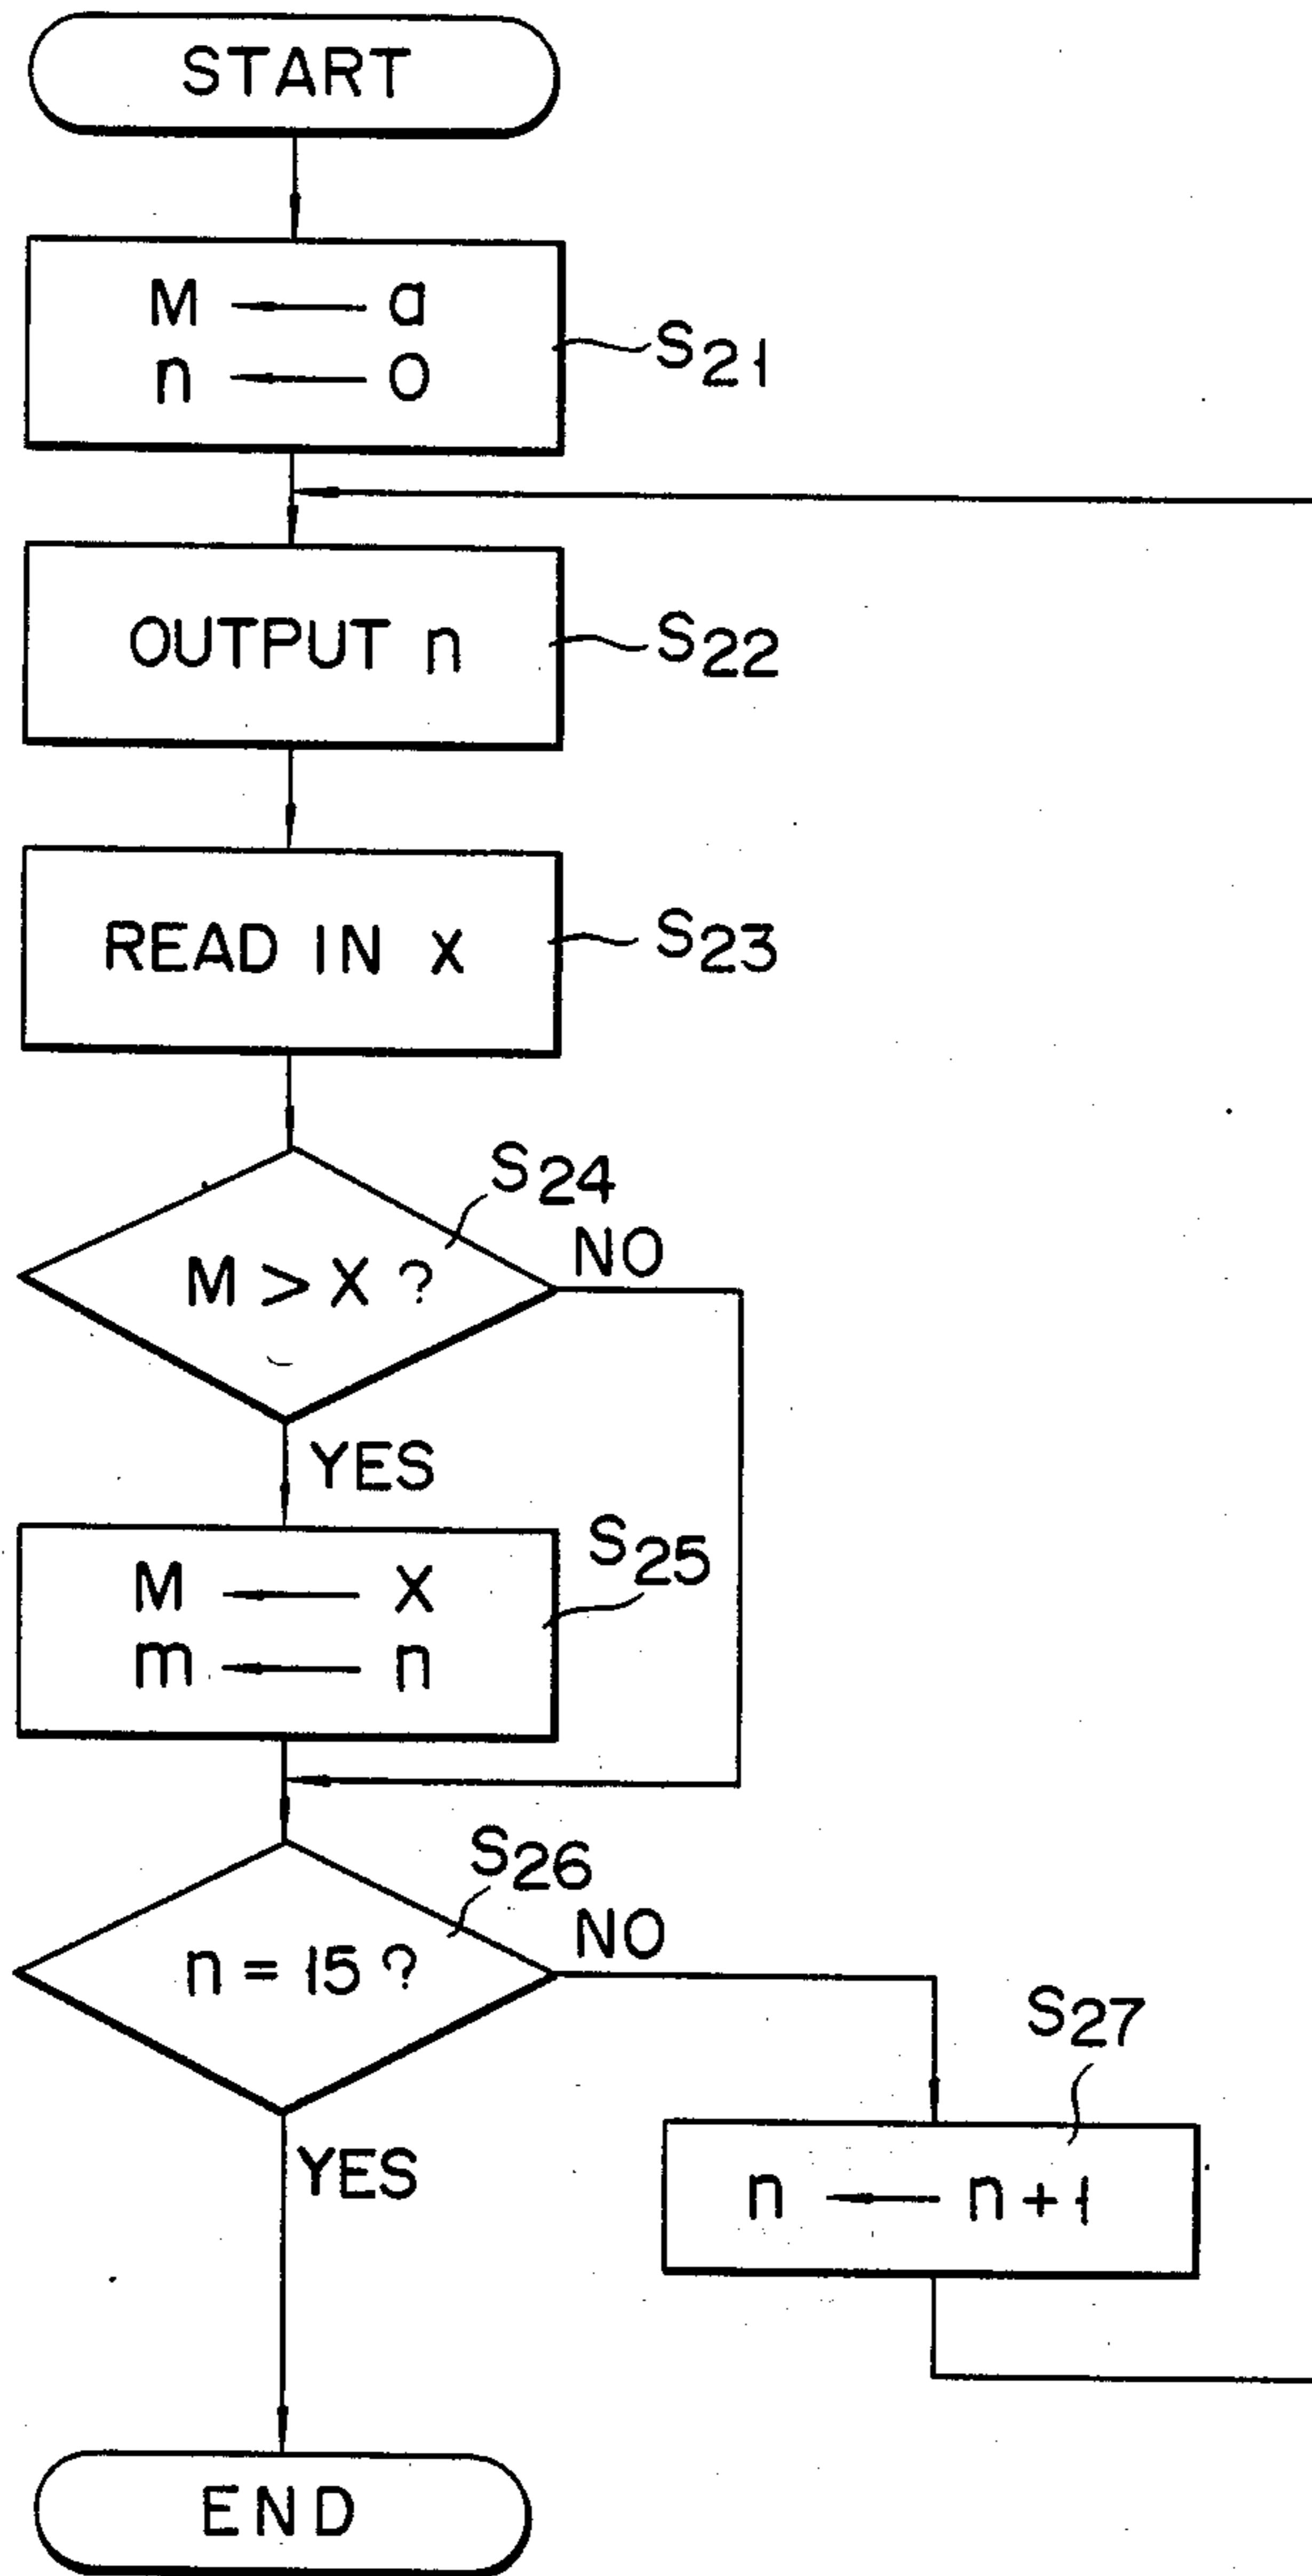 START
M ← a
n ← 0
S21
OUTPUT n
S22
READ IN X
S23
S24
M > X ?
NO
YES
M ← X
m ← n
S25
S26
n = 15 ?
NO
YES
S27
n ← n + 1
END